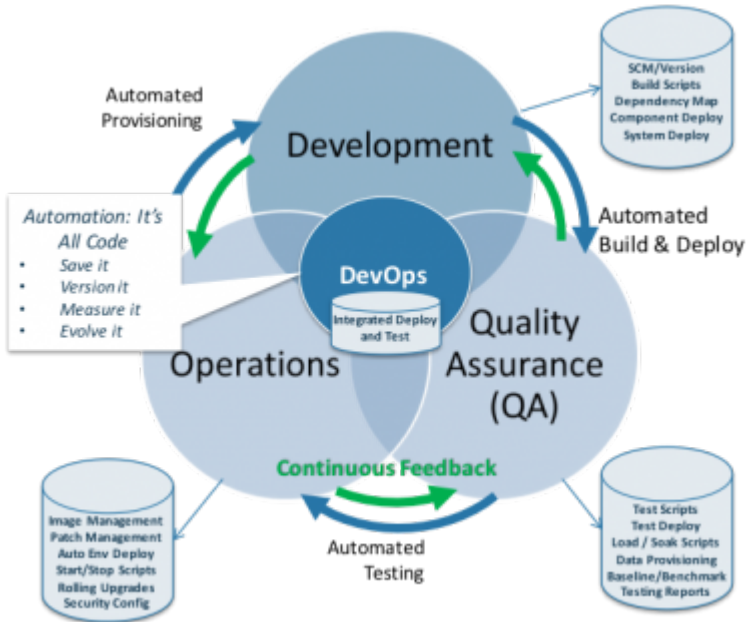 SCM/Version
Build Scripts
Dependency Map
Component Deploy
System Deploy
Automated
Provisioning
Development
Automation: It's
All Code
• Save it
• Version it
• Measure it
• Evolve it
Automated
Build & Deploy
DevOps
Integrated Deploy
and Test
Operations
Quality
Assurance
(QA)
Continuous Feedback
Image Management
Patch Management
Auto Env Deploy
Start/Stop Scripts
Rolling Upgrades
Security Config
Automated
Testing
Test Scripts
Test Deploy
Load / Soak Scripts
Data Provisioning
Baseline/Benchmark
Testing Reports